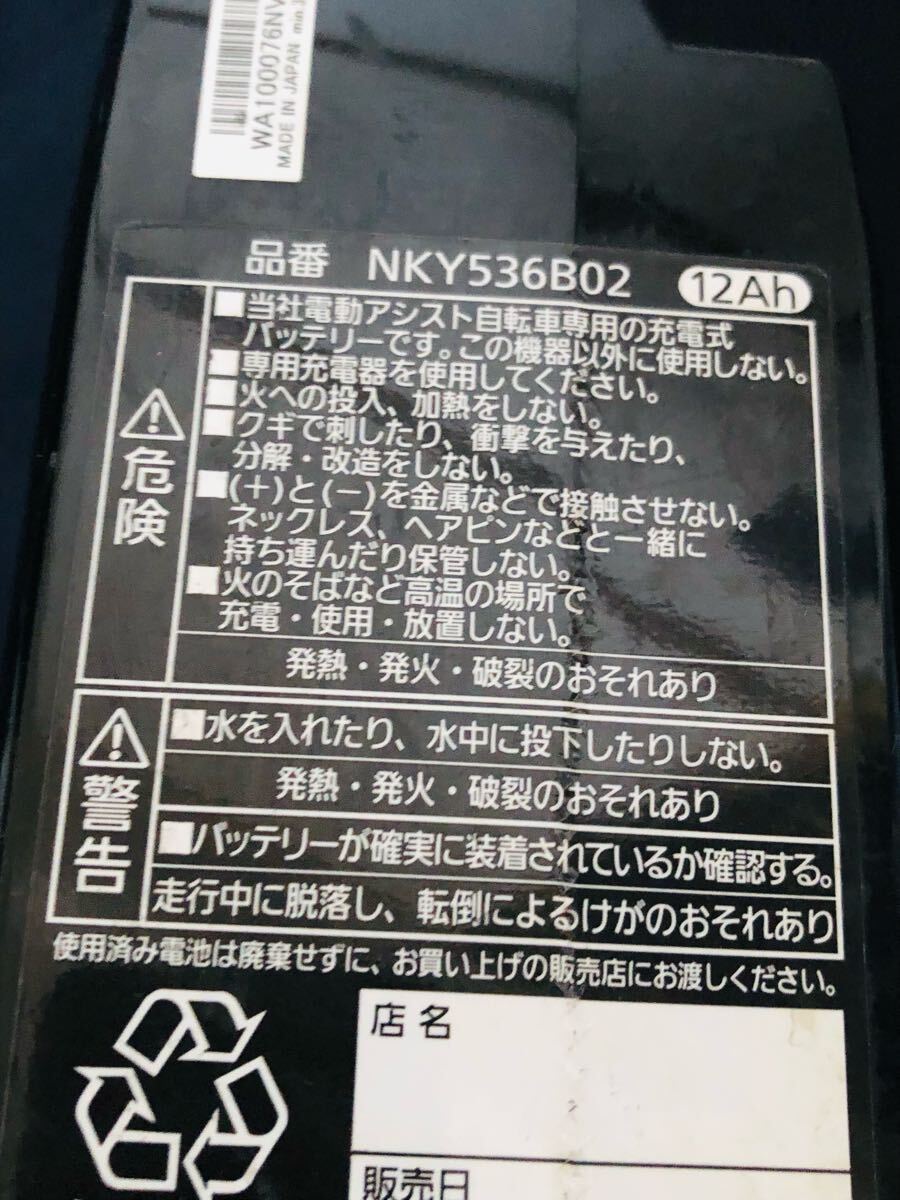 WA100076NV
MADE IN JAPAN
品番 NKY536B02 12Ah
危険
■当社電動アシスト自転車専用の充電式
バッテリーです。この機器以外に使用しない。
■専用充電器を使用してください。
■火への投入、加熱をしない。
■クギで刺したり、衝撃を与えたり、
分解・改造をしない。
■(+)と(−)を金属などで接触させない。
ネックレス、ヘアピンなどと一緒に
持ち運んだり保管しない。
■火のそばなど高温の場所で
充電・使用・放置しない。
発熱・発火・破裂のおそれあり
警告
■水を入れたり、水中に投下したりしない。
発熱・発火・破裂のおそれあり
■バッテリーが確実に装着されているか確認する。
走行中に脱落し、転倒によるけがのおそれあり
使用済み電池は廃棄せずに、お買い上げの販売店にお渡しください。
店名
販売日